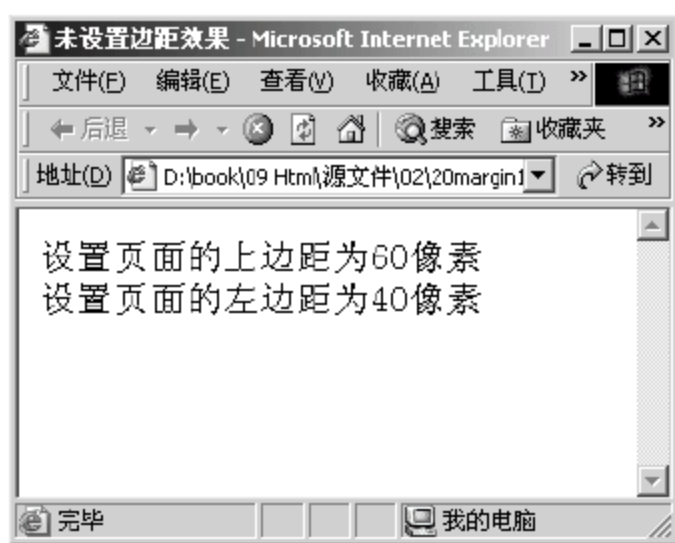 未设置边距效果 - Microsoft Internet Explorer
文件(F) 编辑(E) 查看(V) 收藏(A) 工具(T) »
后退 搜索 收藏夹 »
地址(D) D:\book\09 Html\源文件\02\20margin1 转到
设置页面的上边距为60像素
设置页面的左边距为40像素
完毕 我的电脑